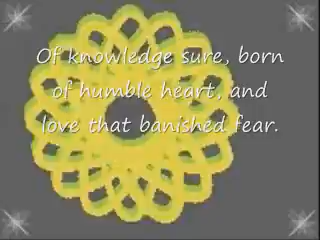 Of knowledge sure, born
of humble heart, and
love that banished fear.